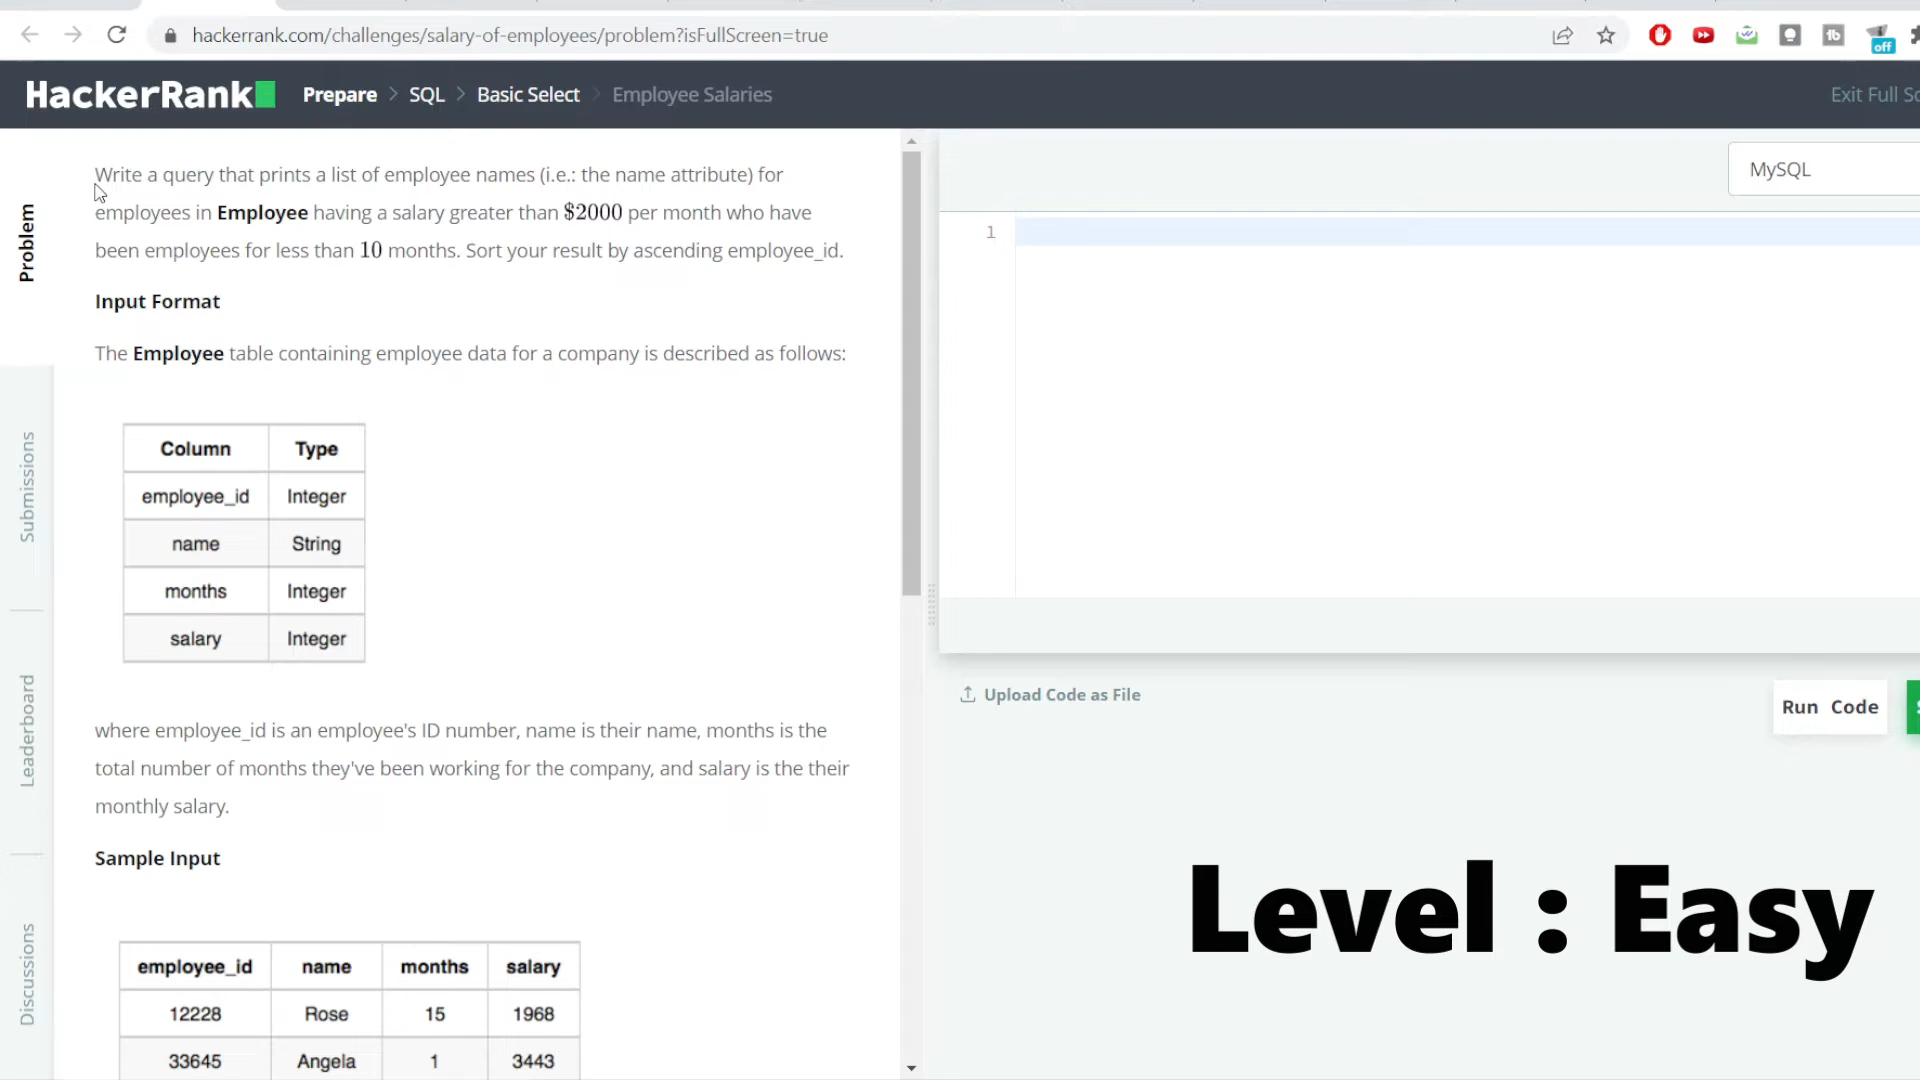 hackerrank.com/challenges/salary-of-employees/problem?isFullScreen=true
off
HackerRank
Prepare > SQL > Basic Select > Employee Salaries
Exit Full Sc
Problem
Submissions
Leaderboard
Discussions
Write a query that prints a list of employee names (i.e.: the name attribute) for
employees in Employee having a salary greater than $2000 per month who have
been employees for less than 10 months. Sort your result by ascending employee_id.
Input Format
The Employee table containing employee data for a company is described as follows:
Column Type
employee_id Integer
name String
months Integer
salary Integer
where employee_id is an employee's ID number, name is their name, months is the
total number of months they've been working for the company, and salary is the their
monthly salary.
Sample Input
employee_id name months salary
12228 Rose 15 1968
33645 Angela 1 3443
MySQL
1
Upload Code as File
Run Code
Level : Easy